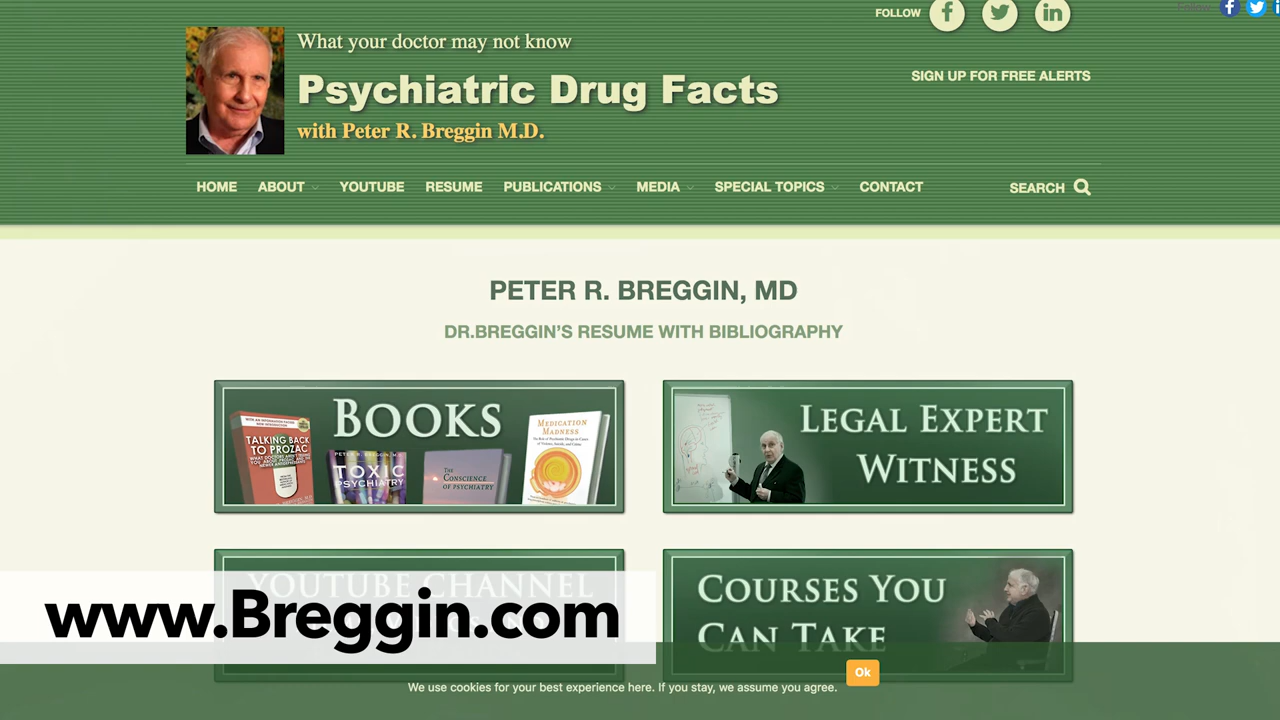 FOLLOW
Follow
What your doctor may not know
Psychiatric Drug Facts
SIGN UP FOR FREE ALERTS
with Peter R. Breggin M.D.
HOME ABOUT YOUTUBE RESUME PUBLICATIONS MEDIA SPECIAL TOPICS CONTACT SEARCH
PETER R. BREGGIN, MD
DR.BREGGIN'S RESUME WITH BIBLIOGRAPHY
BOOKS
TALKING BACK
TO PROZAC
PETER R. BREGGIN, M.D.
TOXIC
PSYCHIATRY
THE
CONSCIENCE
OF PSYCHIATRY
MEDICATION
MADNESS
LEGAL EXPERT
WITNESS
YOUTUBE CHANNEL
COURSES YOU
CAN TAKE
www.Breggin.com
We use cookies for your best experience here. If you stay, we assume you agree.
Ok